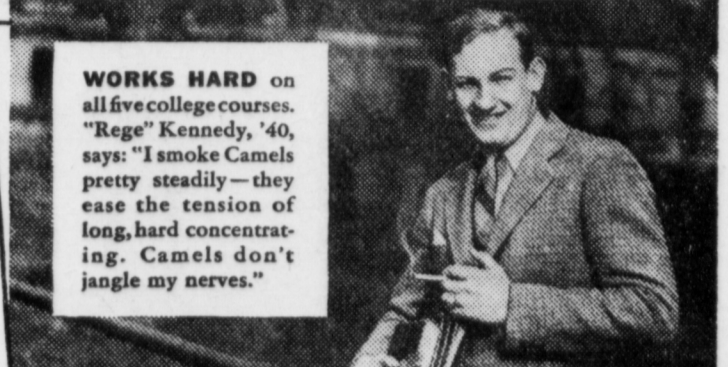 WORKS HARD on
all five college courses.
"Rege" Kennedy, '40,
says: "I smoke Camels
pretty steadily—they
ease the tension of
long, hard concentrat-
ing. Camels don't
jangle my nerves."